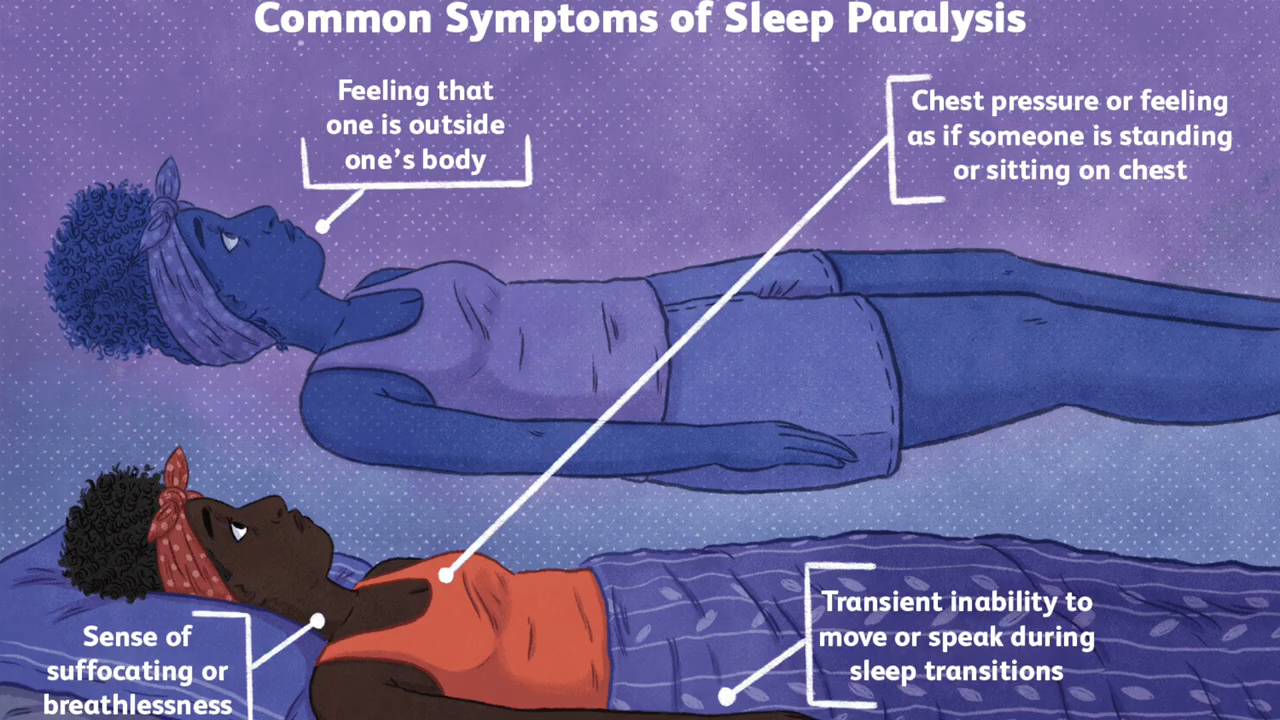 Common Symptoms of Sleep Paralysis
Feeling that
one is outside
one's body
Chest pressure or feeling
as if someone is standing
or sitting on chest
Sense of
suffocating or
breathlessness
Transient inability to
move or speak during
sleep transitions